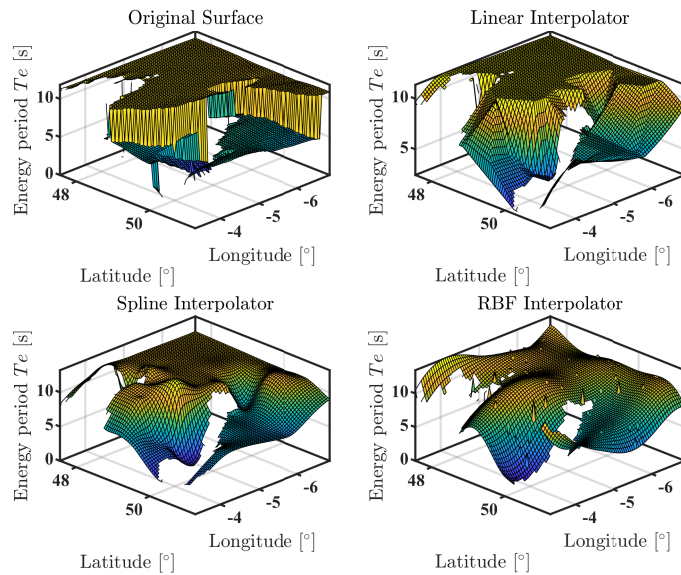 Original Surface
Energy period Te [s]
10
5
0
48
50
-4
-5
-6
Latitude [°]
Longitude [°]
Linear Interpolator
Energy period Te [s]
10
5
48
50
-4
-5
-6
Latitude [°]
Longitude [°]
Spline Interpolator
Energy period Te [s]
10
5
0
48
50
-4
-5
-6
Latitude [°]
Longitude [°]
RBF Interpolator
Energy period Te [s]
10
5
0
48
50
-4
-5
-6
Latitude [°]
Longitude [°]